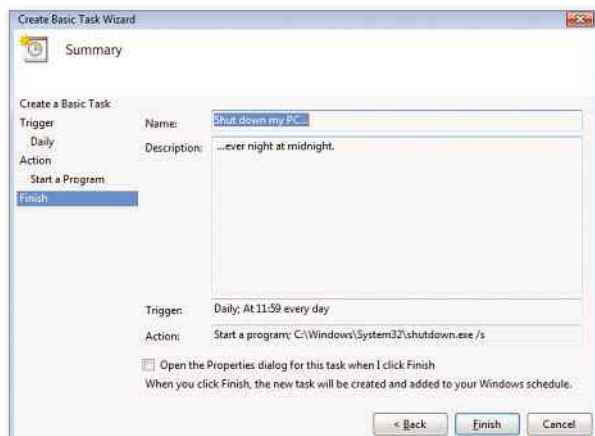 Create Basic Task Wizard
Summary
Create a Basic Task
Trigger
Daily
Action
Start a Program
Finish
Name: Shut down my PC...
Description: ...ever night at midnight.
Trigger: Daily; At 11:59 every day
Action: Start a program; C:\Windows\System32\shutdown.exe /s
Open the Properties dialog for this task when I click Finish
When you click Finish, the new task will be created and added to your Windows schedule.
< Back Finish Cancel